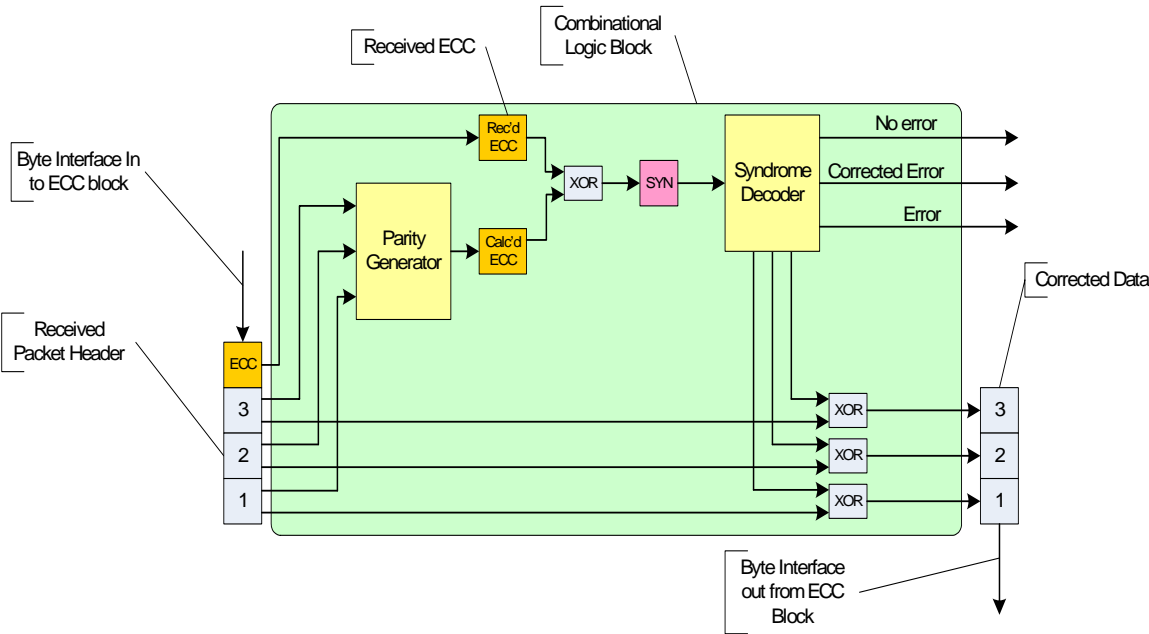 Combinational
Logic Block
Received ECC
Byte Interface In
to ECC block
Rec'd
ECC
XOR
SYN
Syndrome
Decoder
No error
Corrected Error
Error
Parity
Generator
Calc'd
ECC
Received
Packet Header
ECC
3
2
1
XOR
XOR
XOR
Corrected Data
3
2
1
Byte Interface
out from ECC
Block